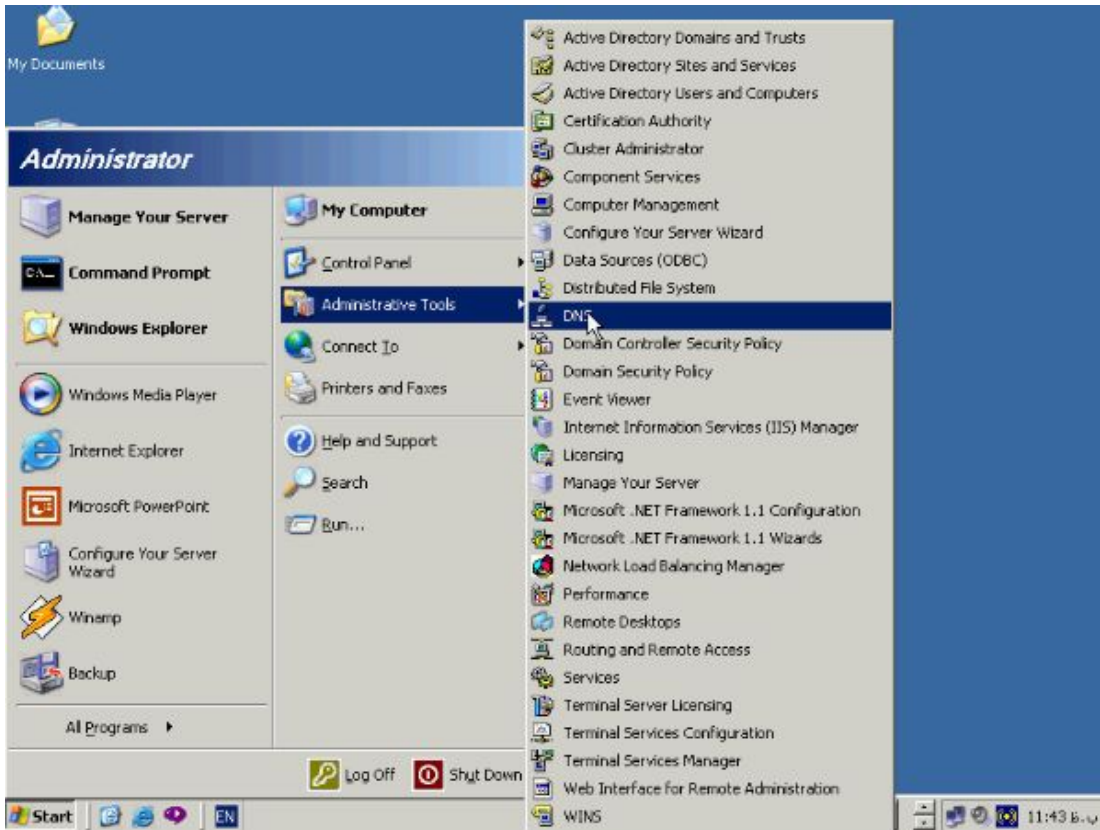 My Documents
Administrator
Manage Your Server
Command Prompt
Windows Explorer
Windows Media Player
Internet Explorer
Microsoft PowerPoint
Configure Your Server
Wizard
Winamp
Backup
All Programs
My Computer
Control Panel
Administrative Tools
Connect To
Printers and Faxes
Help and Support
Search
Run...
Log Off
Shut Down
Active Directory Domains and Trusts
Active Directory Sites and Services
Active Directory Users and Computers
Certification Authority
Cluster Administrator
Component Services
Computer Management
Configure Your Server Wizard
Data Sources (ODBC)
Distributed File System
DNS
Domain Controller Security Policy
Domain Security Policy
Event Viewer
Internet Information Services (IIS) Manager
Licensing
Manage Your Server
Microsoft .NET Framework 1.1 Configuration
Microsoft .NET Framework 1.1 Wizards
Network Load Balancing Manager
Performance
Remote Desktops
Routing and Remote Access
Services
Terminal Server Licensing
Terminal Services Configuration
Terminal Services Manager
Web Interface for Remote Administration
WINS
Start
EN
11:43 ب.ظ